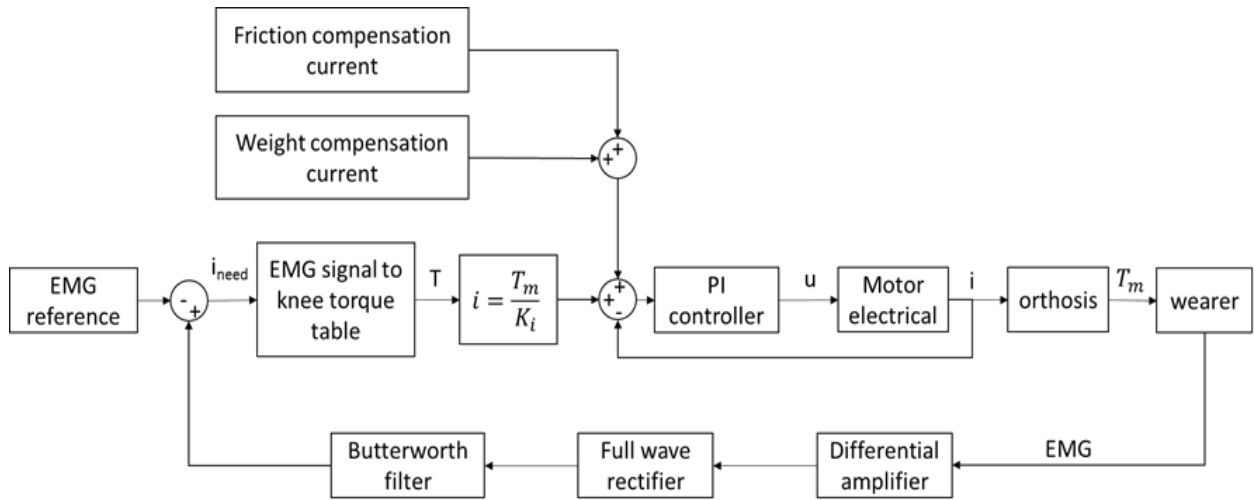 Friction compensation
current
Weight compensation
current
+
+
EMG
reference
-
+
i_need
EMG signal to
knee torque
table
T
i = T_m / K_i
+
+
-
PI
controller
u
Motor
electrical
i
orthosis
T_m
wearer
Butterworth
filter
Full wave
rectifier
Differential
amplifier
EMG